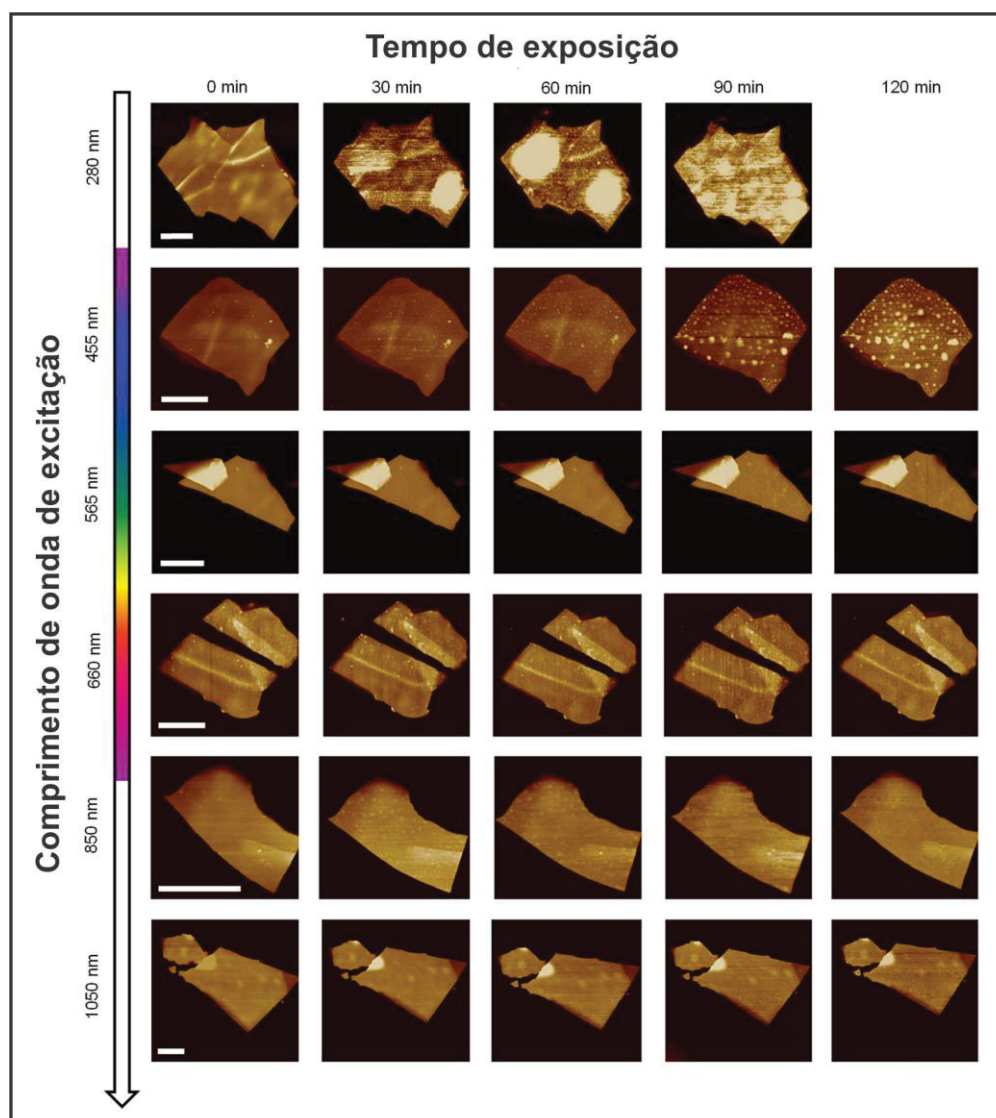 Tempo de exposição
0 min 30 min 60 min 90 min 120 min
Comprimento de onda de excitação
280 nm
455 nm
565 nm
660 nm
850 nm
1050 nm